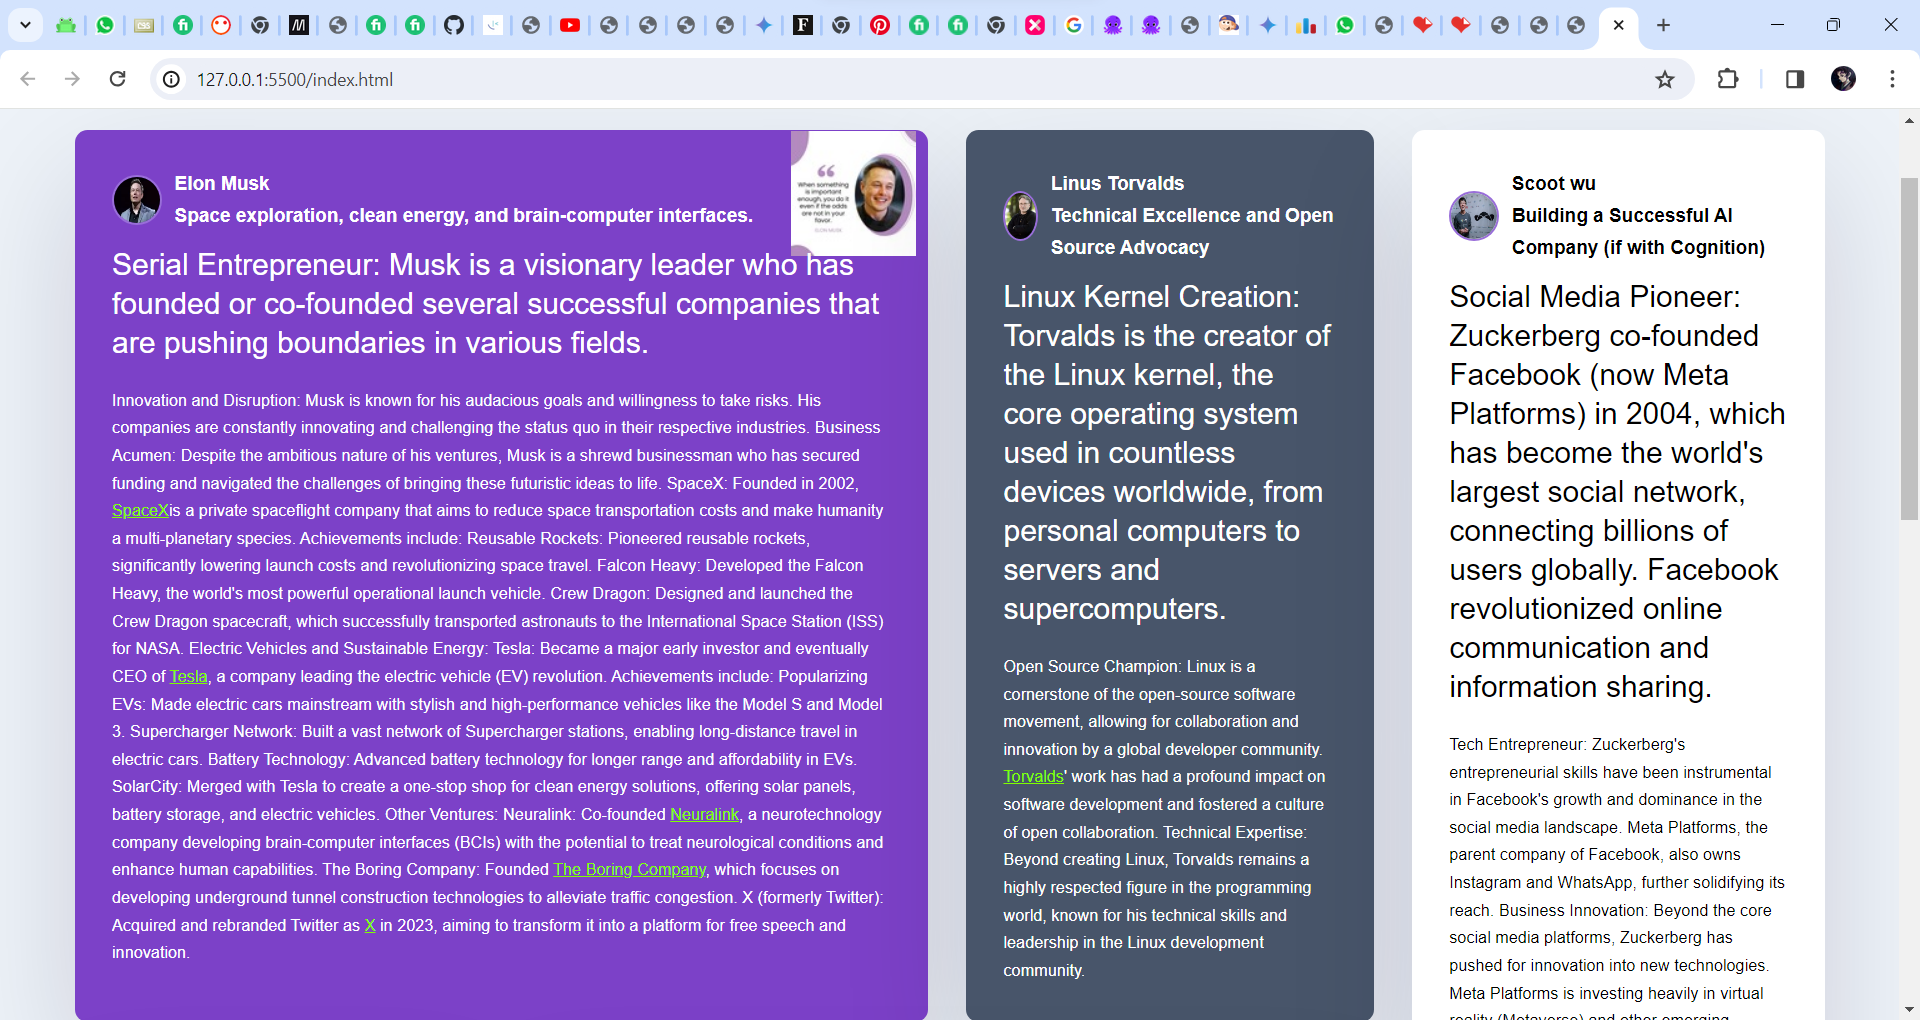 127.0.0.1:5500/index.html
Elon Musk
Space exploration, clean energy, and brain-computer interfaces.
When something
is important
enough, you do it
even if the odds
are not in your
favor.
ELON MUSK
Serial Entrepreneur: Musk is a visionary leader who has
founded or co-founded several successful companies that
are pushing boundaries in various fields.
Innovation and Disruption: Musk is known for his audacious goals and willingness to take risks. His
companies are constantly innovating and challenging the status quo in their respective industries. Business
Acumen: Despite the ambitious nature of his ventures, Musk is a shrewd businessman who has secured
funding and navigated the challenges of bringing these futuristic ideas to life. SpaceX: Founded in 2002,
SpaceXis a private spaceflight company that aims to reduce space transportation costs and make humanity
a multi-planetary species. Achievements include: Reusable Rockets: Pioneered reusable rockets,
significantly lowering launch costs and revolutionizing space travel. Falcon Heavy: Developed the Falcon
Heavy, the world's most powerful operational launch vehicle. Crew Dragon: Designed and launched the
Crew Dragon spacecraft, which successfully transported astronauts to the International Space Station (ISS)
for NASA. Electric Vehicles and Sustainable Energy: Tesla: Became a major early investor and eventually
CEO of Tesla, a company leading the electric vehicle (EV) revolution. Achievements include: Popularizing
EVs: Made electric cars mainstream with stylish and high-performance vehicles like the Model S and Model
3. Supercharger Network: Built a vast network of Supercharger stations, enabling long-distance travel in
electric cars. Battery Technology: Advanced battery technology for longer range and affordability in EVs.
SolarCity: Merged with Tesla to create a one-stop shop for clean energy solutions, offering solar panels,
battery storage, and electric vehicles. Other Ventures: Neuralink: Co-founded Neuralink, a neurotechnology
company developing brain-computer interfaces (BCIs) with the potential to treat neurological conditions and
enhance human capabilities. The Boring Company: Founded The Boring Company, which focuses on
developing underground tunnel construction technologies to alleviate traffic congestion. X (formerly Twitter):
Acquired and rebranded Twitter as X in 2023, aiming to transform it into a platform for free speech and
innovation.
Linus Torvalds
Technical Excellence and Open
Source Advocacy
Linux Kernel Creation:
Torvalds is the creator of
the Linux kernel, the
core operating system
used in countless
devices worldwide, from
personal computers to
servers and
supercomputers.
Open Source Champion: Linux is a
cornerstone of the open-source software
movement, allowing for collaboration and
innovation by a global developer community.
Torvalds' work has had a profound impact on
software development and fostered a culture
of open collaboration. Technical Expertise:
Beyond creating Linux, Torvalds remains a
highly respected figure in the programming
world, known for his technical skills and
leadership in the Linux development
community.
Scoot wu
Building a Successful AI
Company (if with Cognition)
Social Media Pioneer:
Zuckerberg co-founded
Facebook (now Meta
Platforms) in 2004, which
has become the world's
largest social network,
connecting billions of
users globally. Facebook
revolutionized online
communication and
information sharing.
Tech Entrepreneur: Zuckerberg's
entrepreneurial skills have been instrumental
in Facebook's growth and dominance in the
social media landscape. Meta Platforms, the
parent company of Facebook, also owns
Instagram and WhatsApp, further solidifying its
reach. Business Innovation: Beyond the core
social media platforms, Zuckerberg has
pushed for innovation into new technologies.
Meta Platforms is investing heavily in virtual
reality (Metaverse) and other emerging